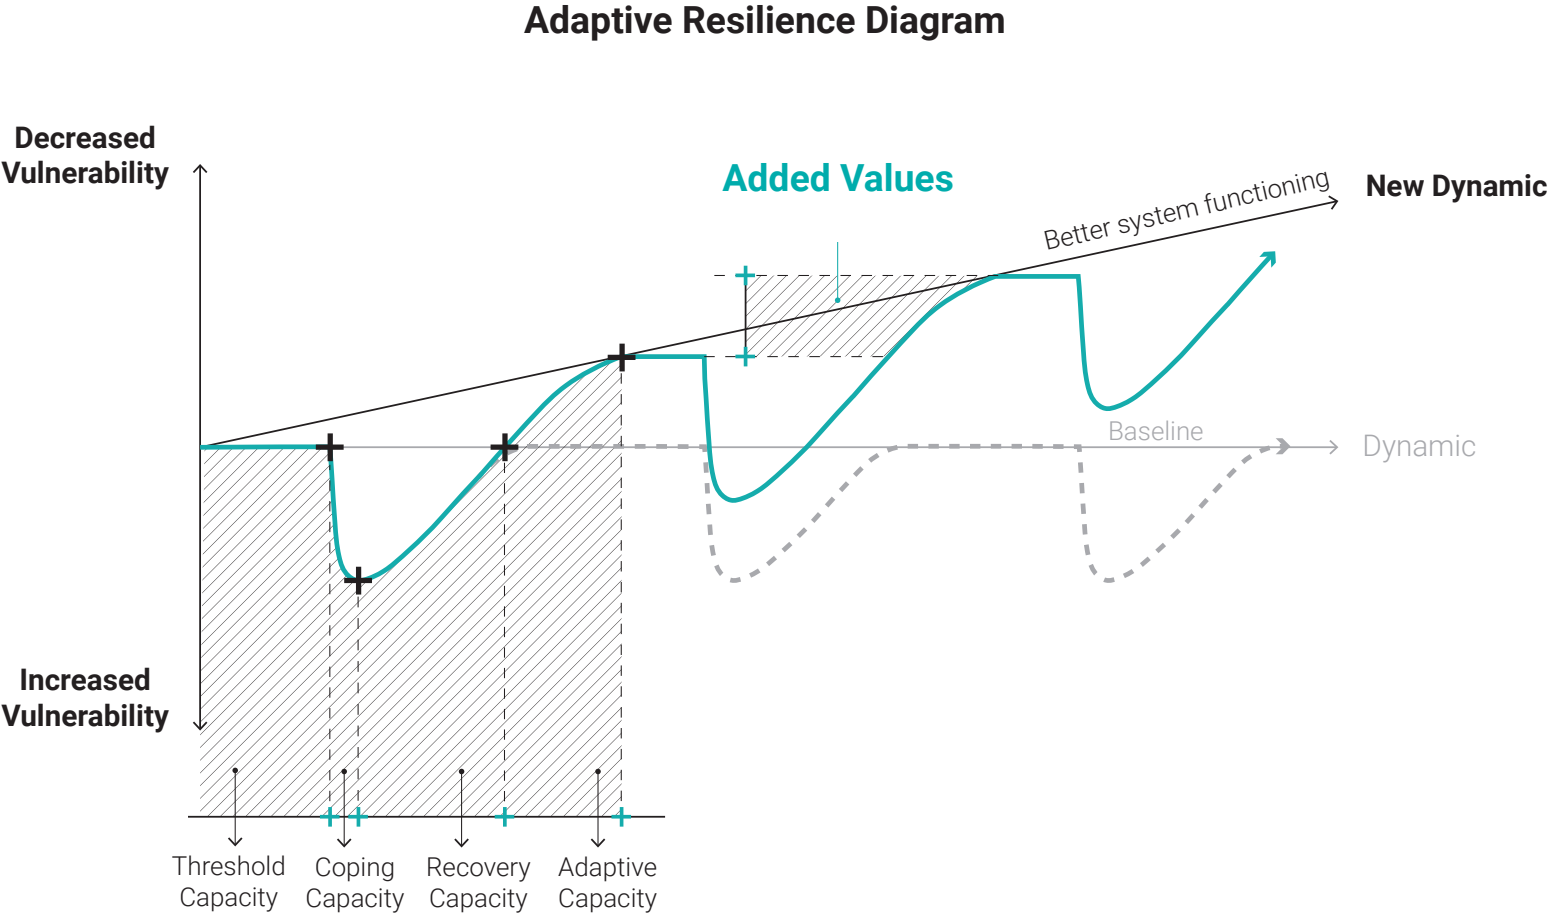 Adaptive Resilience Diagram
Decreased
Vulnerability
Added Values
Better system functioning
New Dynamic
Baseline
Dynamic
Increased
Vulnerability
Threshold
Capacity
Coping
Capacity
Recovery
Capacity
Adaptive
Capacity